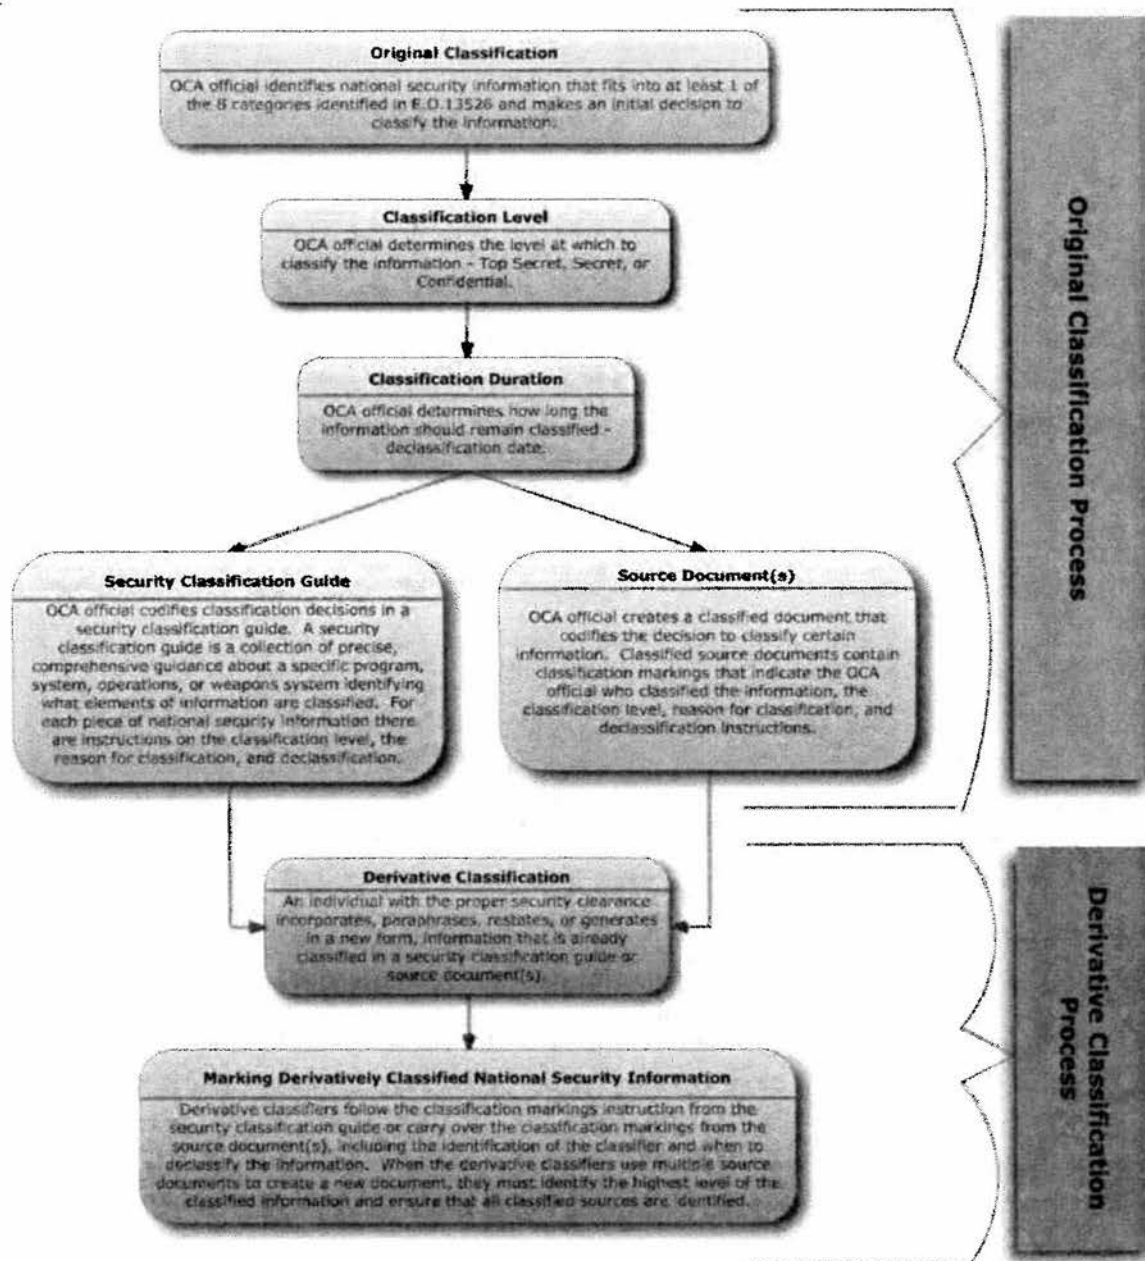 Original Classification
OCA official identifies national security information that fits into at least 1 of
the 8 categories identified in E.O.13526 and makes an initial decision to
classify the information.
Classification Level
OCA official determines the level at which to
classify the information - Top Secret, Secret, or
Confidential.
Classification Duration
OCA official determines how long the
information should remain classified -
declassification date.
Security Classification Guide
OCA official codifies classification decisions in a
security classification guide. A security
classification guide is a collection of precise,
comprehensive guidance about a specific program,
system, operations, or weapons system identifying
what elements of information are classified. For
each piece of national security information there
are instructions on the classification level, the
reason for classification, and declassification.
Source Document(s)
OCA official creates a classified document that
codifies the decision to classify certain
information. Classified source documents contain
classification markings that indicate the OCA
official who classified the information, the
classification level, reason for classification, and
declassification instructions.
Original Classification Process
Derivative Classification
An individual with the proper security clearance
incorporates, paraphrases, restates, or generates
in a new form, information that is already
classified in a security classification guide or
source document(s).
Marking Derivatively Classified National Security Information
Derivative classifiers follow the classification markings instruction from the
security classification guide or carry over the classification markings from the
source document(s), including the identification of the classifier and when to
declassify the information. When the derivative classifiers use multiple source
documents to create a new document, they must identify the highest level of the
classified information and ensure that all classified sources are identified.
Derivative Classification
Process